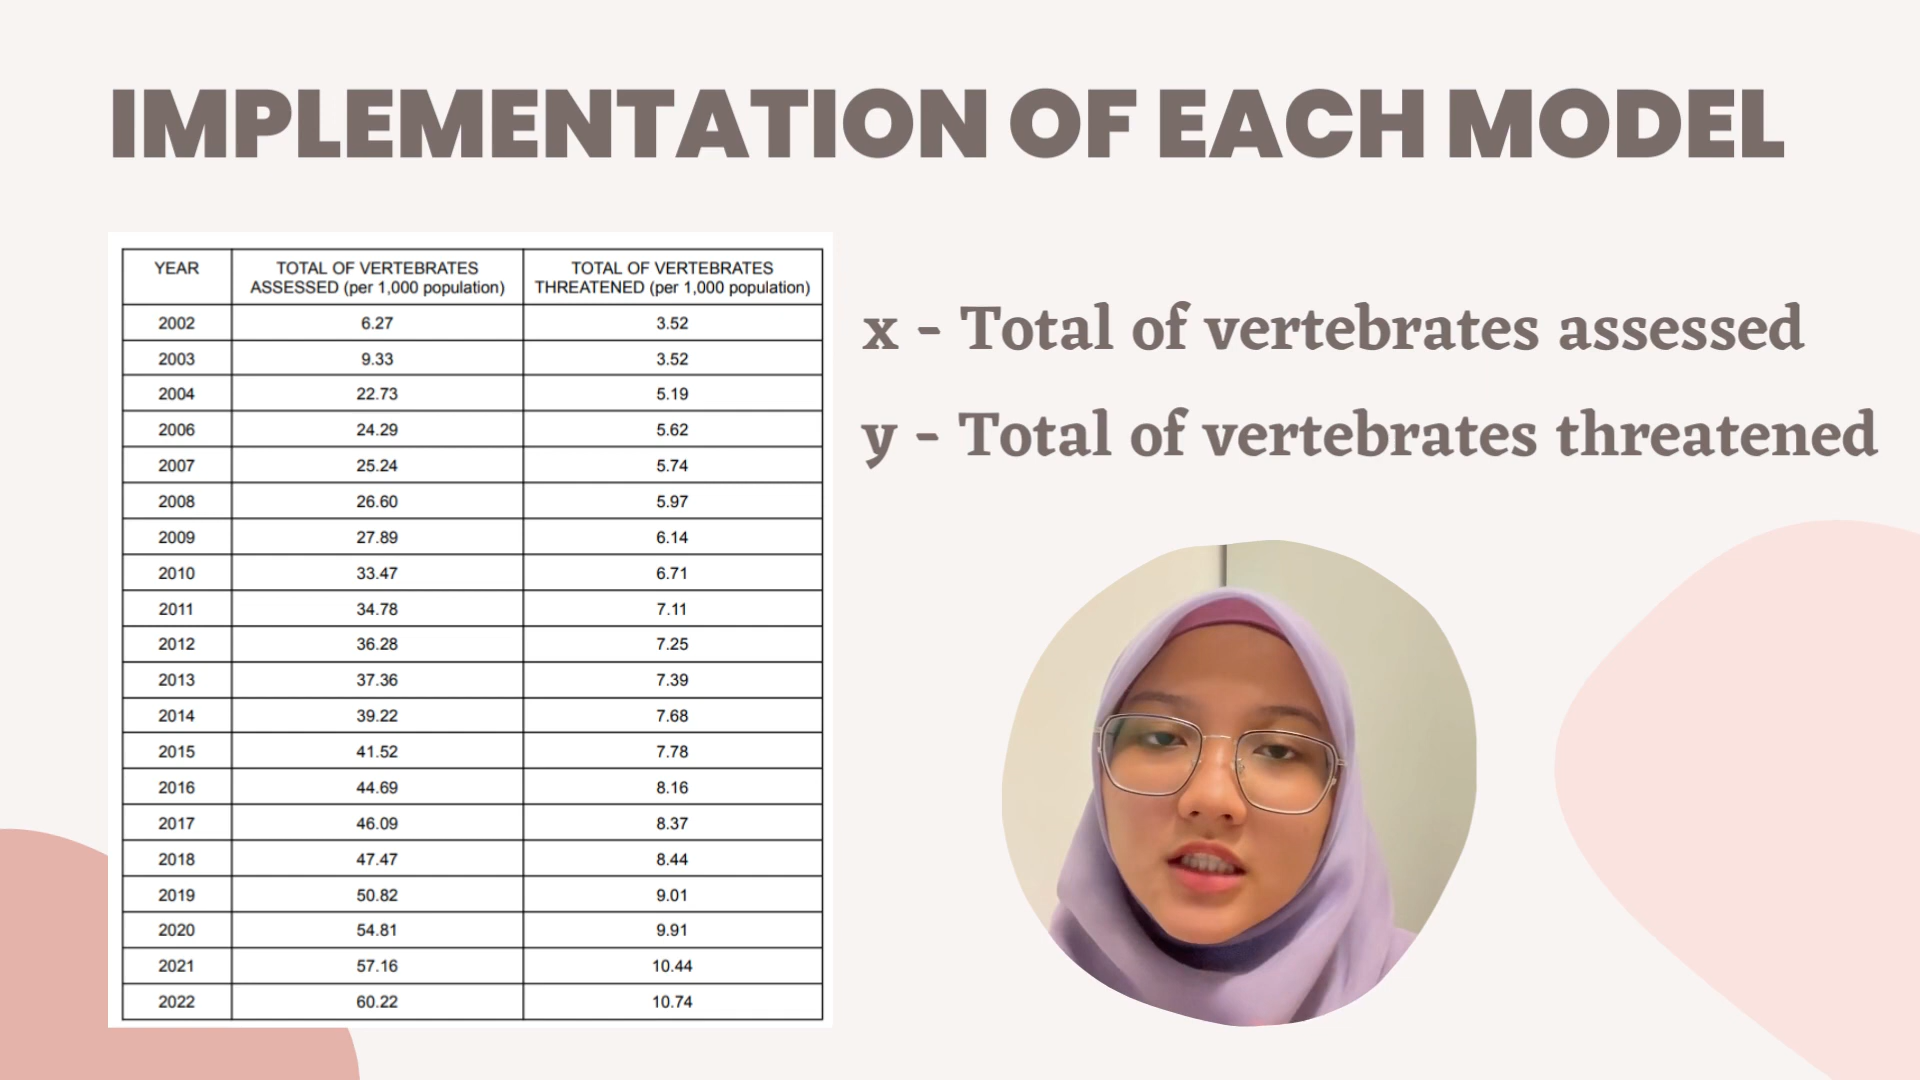 IMPLEMENTATION OF EACH MODEL
YEAR TOTAL OF VERTEBRATES ASSESSED (per 1,000 population) TOTAL OF VERTEBRATES THREATENED (per 1,000 population)
2002 6.27 3.52
2003 9.33 3.52
2004 22.73 5.19
2006 24.29 5.62
2007 25.24 5.74
2008 26.60 5.97
2009 27.89 6.14
2010 33.47 6.71
2011 34.78 7.11
2012 36.28 7.25
2013 37.36 7.39
2014 39.22 7.68
2015 41.52 7.78
2016 44.69 8.16
2017 46.09 8.37
2018 47.47 8.44
2019 50.82 9.01
2020 54.81 9.91
2021 57.16 10.44
2022 60.22 10.74
x - Total of vertebrates assessed
y - Total of vertebrates threatened